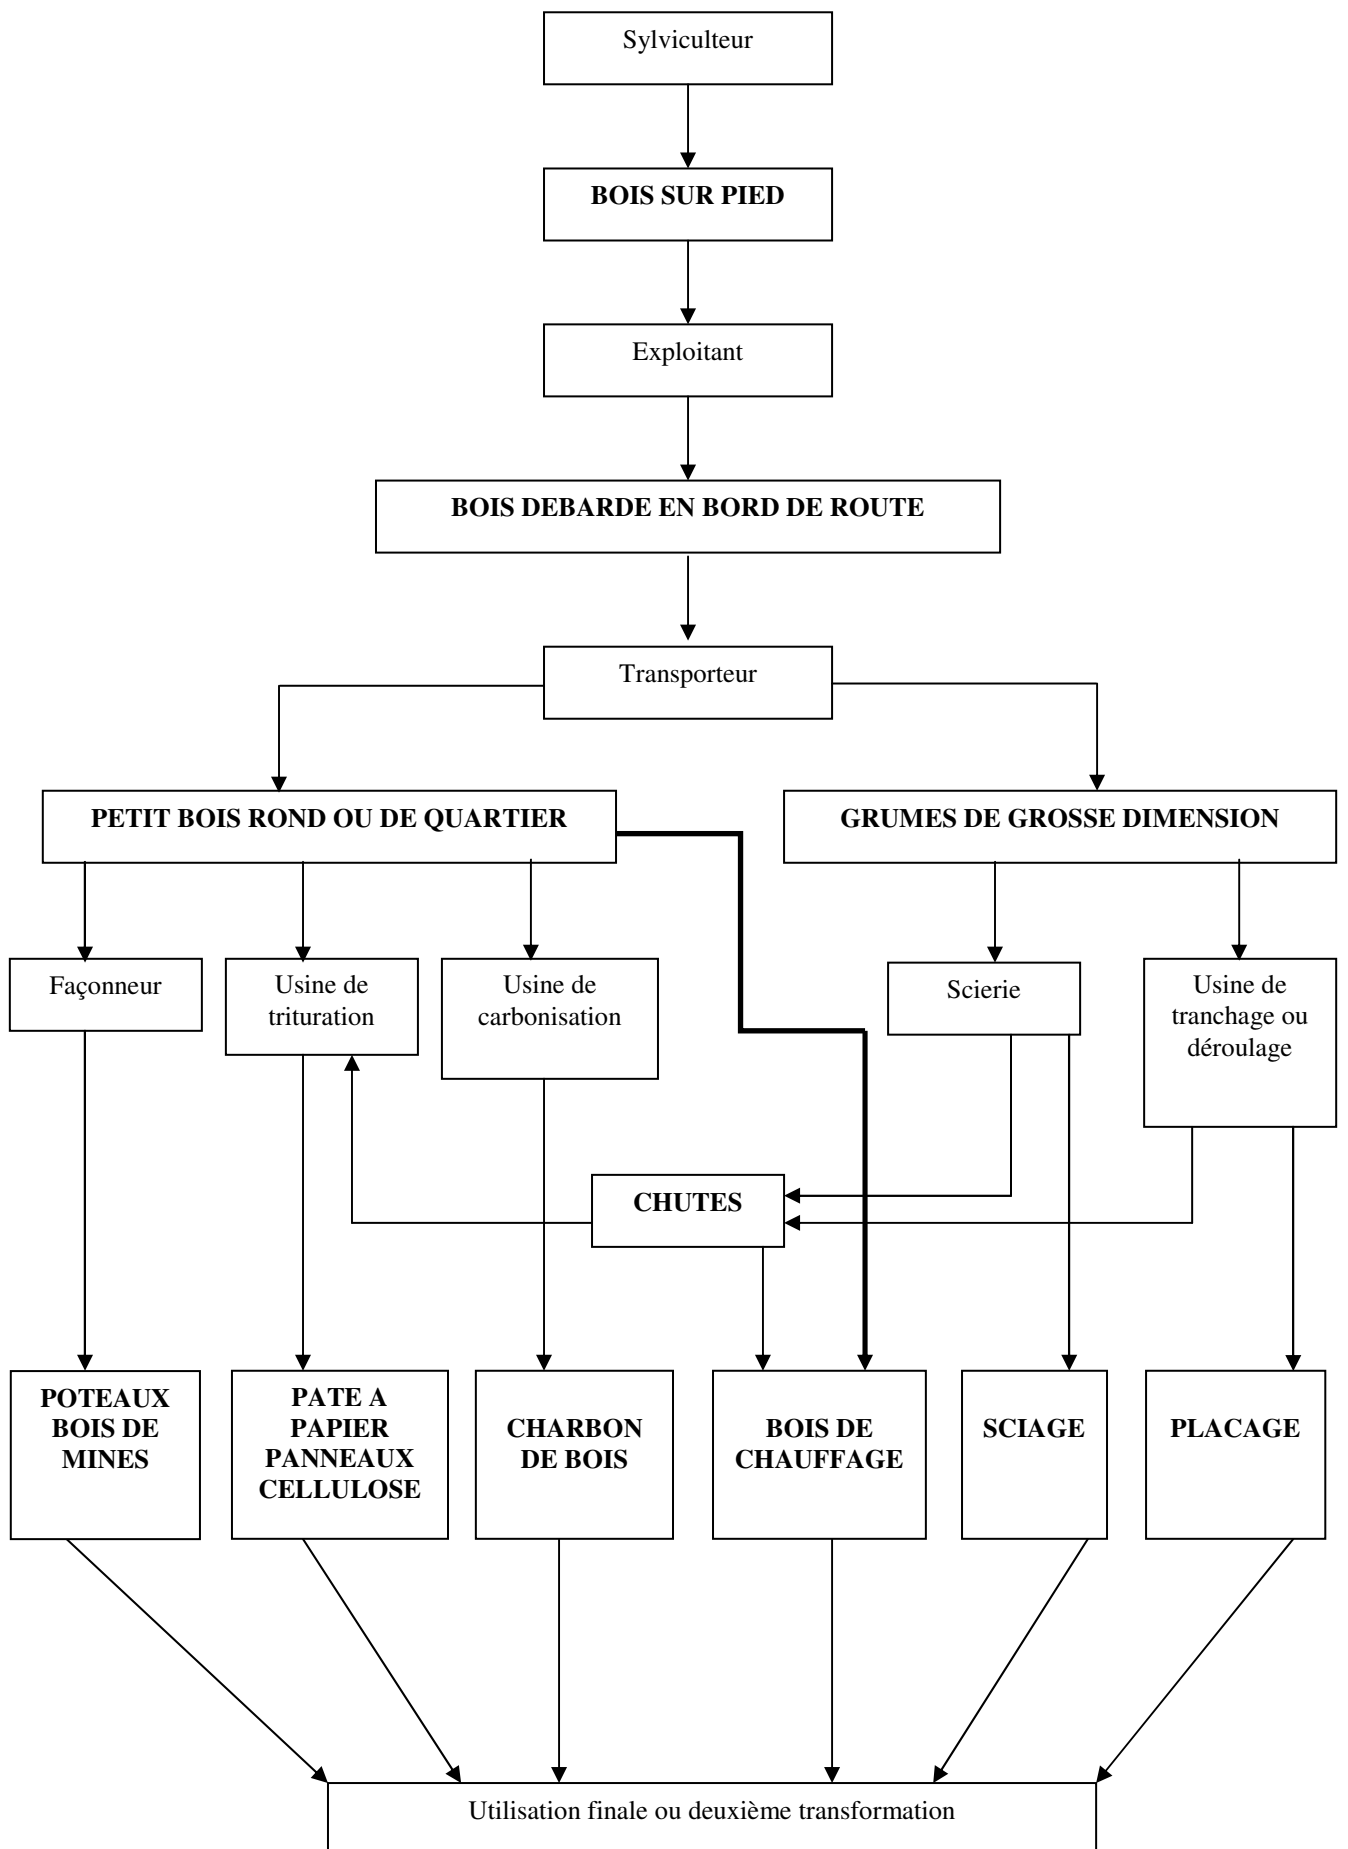 Sylviculteur
BOIS SUR PIED
Exploitant
BOIS DEBARDE EN BORD DE ROUTE
Transporteur
PETIT BOIS ROND OU DE QUARTIER
GRUMES DE GROSSE DIMENSION
Façonneur
Usine de
trituration
Usine de
carbonisation
Scierie
Usine de
tranchage ou
déroulage
CHUTES
POTEAUX
BOIS DE
MINES
PATE A
PAPIER
PANNEAUX
CELLULOSE
CHARBON
DE BOIS
BOIS DE
CHAUFFAGE
SCIAGE
PLACAGE
Utilisation finale ou deuxième transformation